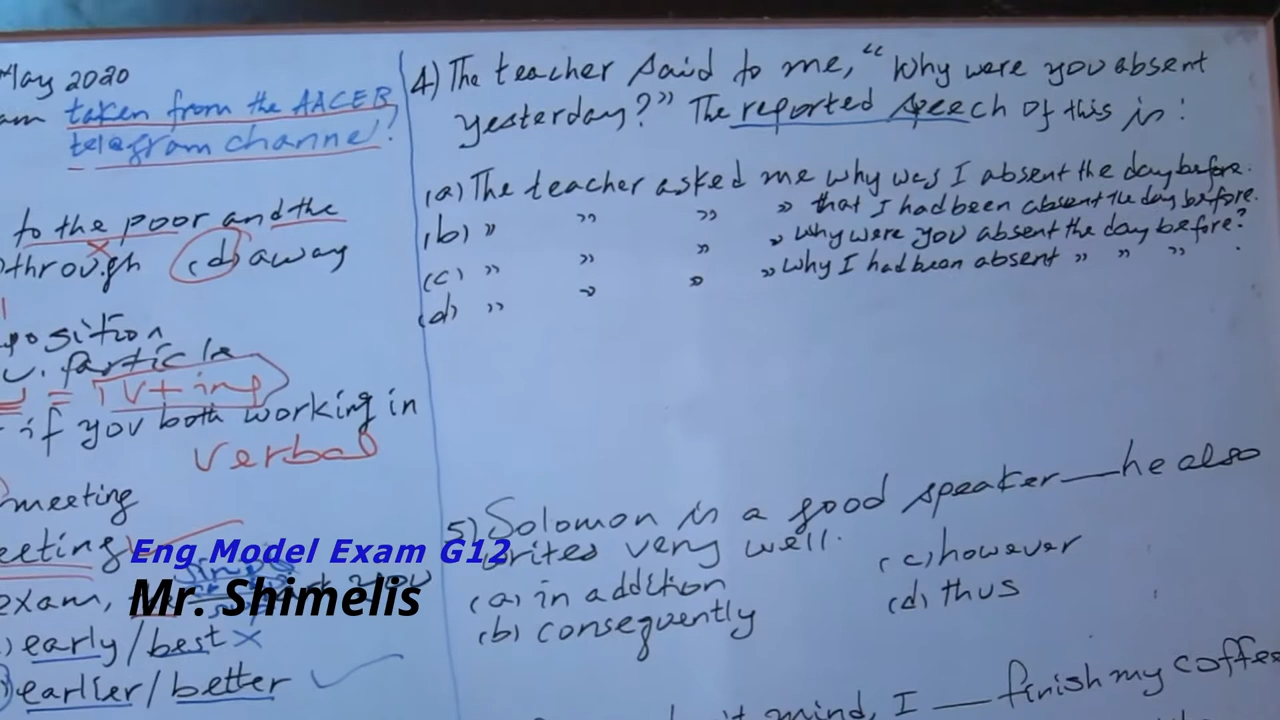 May 2020
am taken from the AACEB
telegram channel?
to the poor and the
through (d) away
position
v. Particle
= V + ing
if you both working in
Verbal
meeting
eeting
exam,
early/best ×
earlier/better ✓
4) The teacher said to me, “Why were you absent
yesterday?” The reported speech of this is:
(a) The teacher asked me why was I absent the day before.
(b) ” ” ” ” that I had been absent the day before.
(c) ” ” ” ” why were you absent the day before?
(d) ” ” ” ” why I had been absent ” ” ” .
5) Solomon is a good speaker___he also
writes very well.
(a) in addition (c) however
(b) consequently (d) thus
mind, I ___ finish my coffee
Eng Model Exam G12
Mr. Shimelis